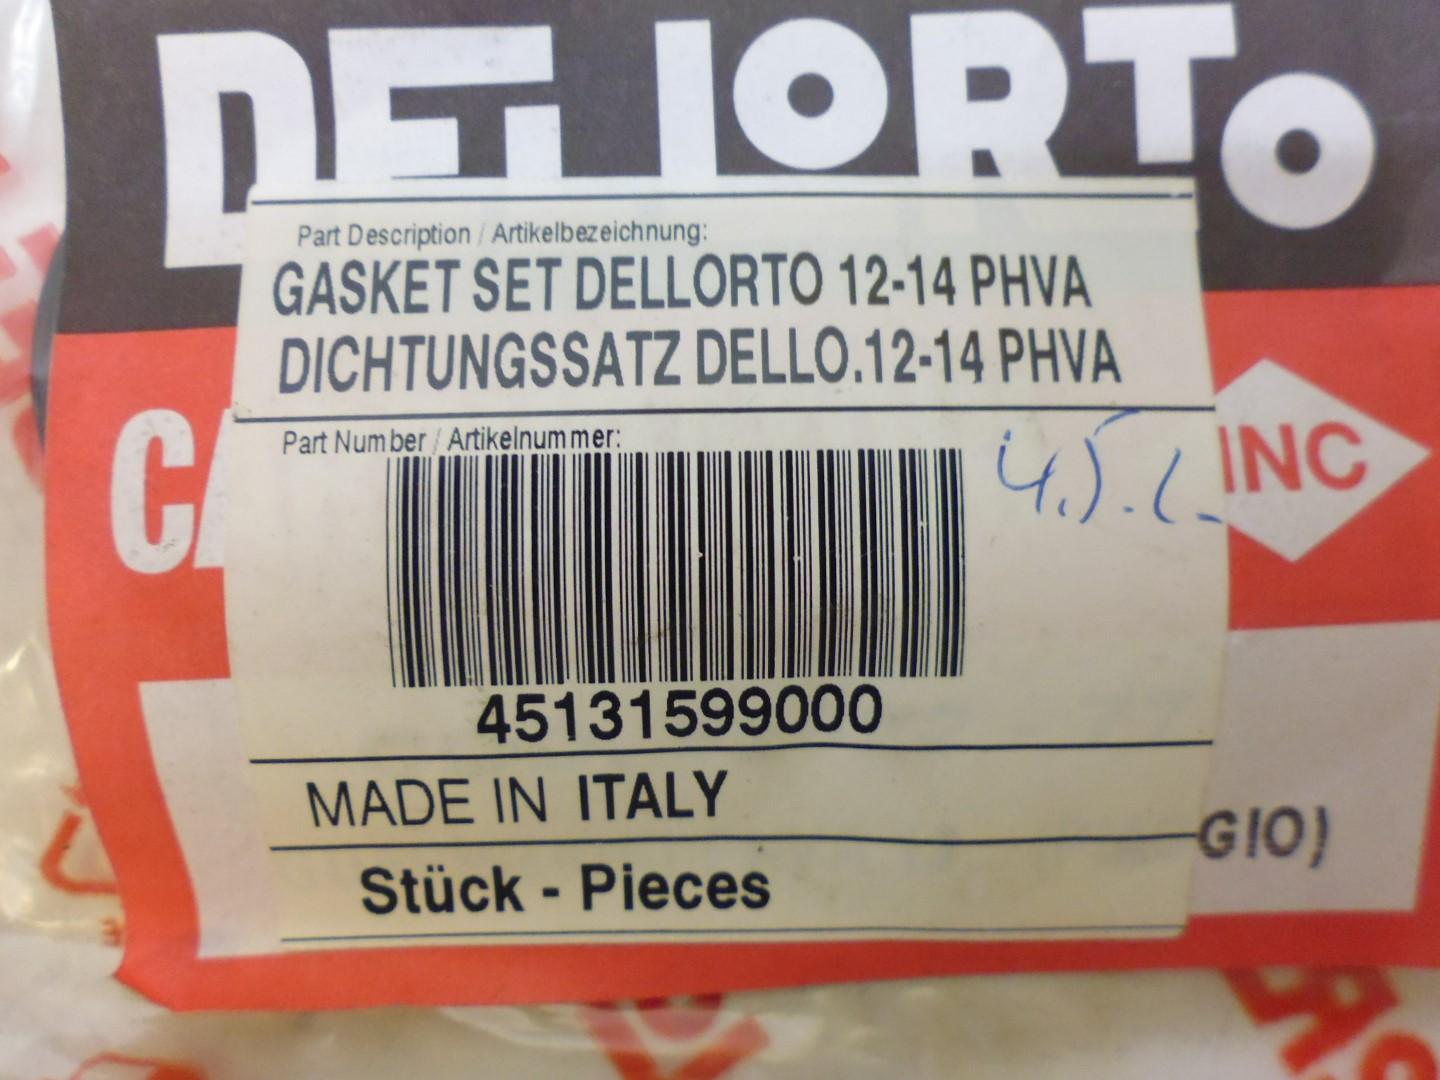 DELLORTO
Part Description / Artikelbezeichnung:
GASKET SET DELLORTO 12-14 PHVA
DICHTUNGSSATZ DELLO.12-14 PHVA
Part Number / Artikelnummer:
INC
45131599000
MADE IN ITALY
GIO)
Stück - Pieces